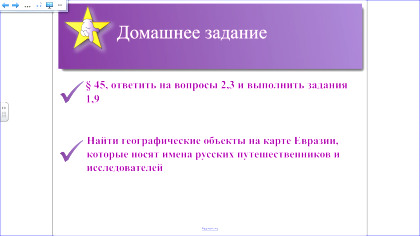 Домашнее задание
§ 45, ответить на вопросы 2,3 и выполнить задания
1,9
Найти географические объекты на карте Евразии,
которые носят имена русских путешественников и
исследователей